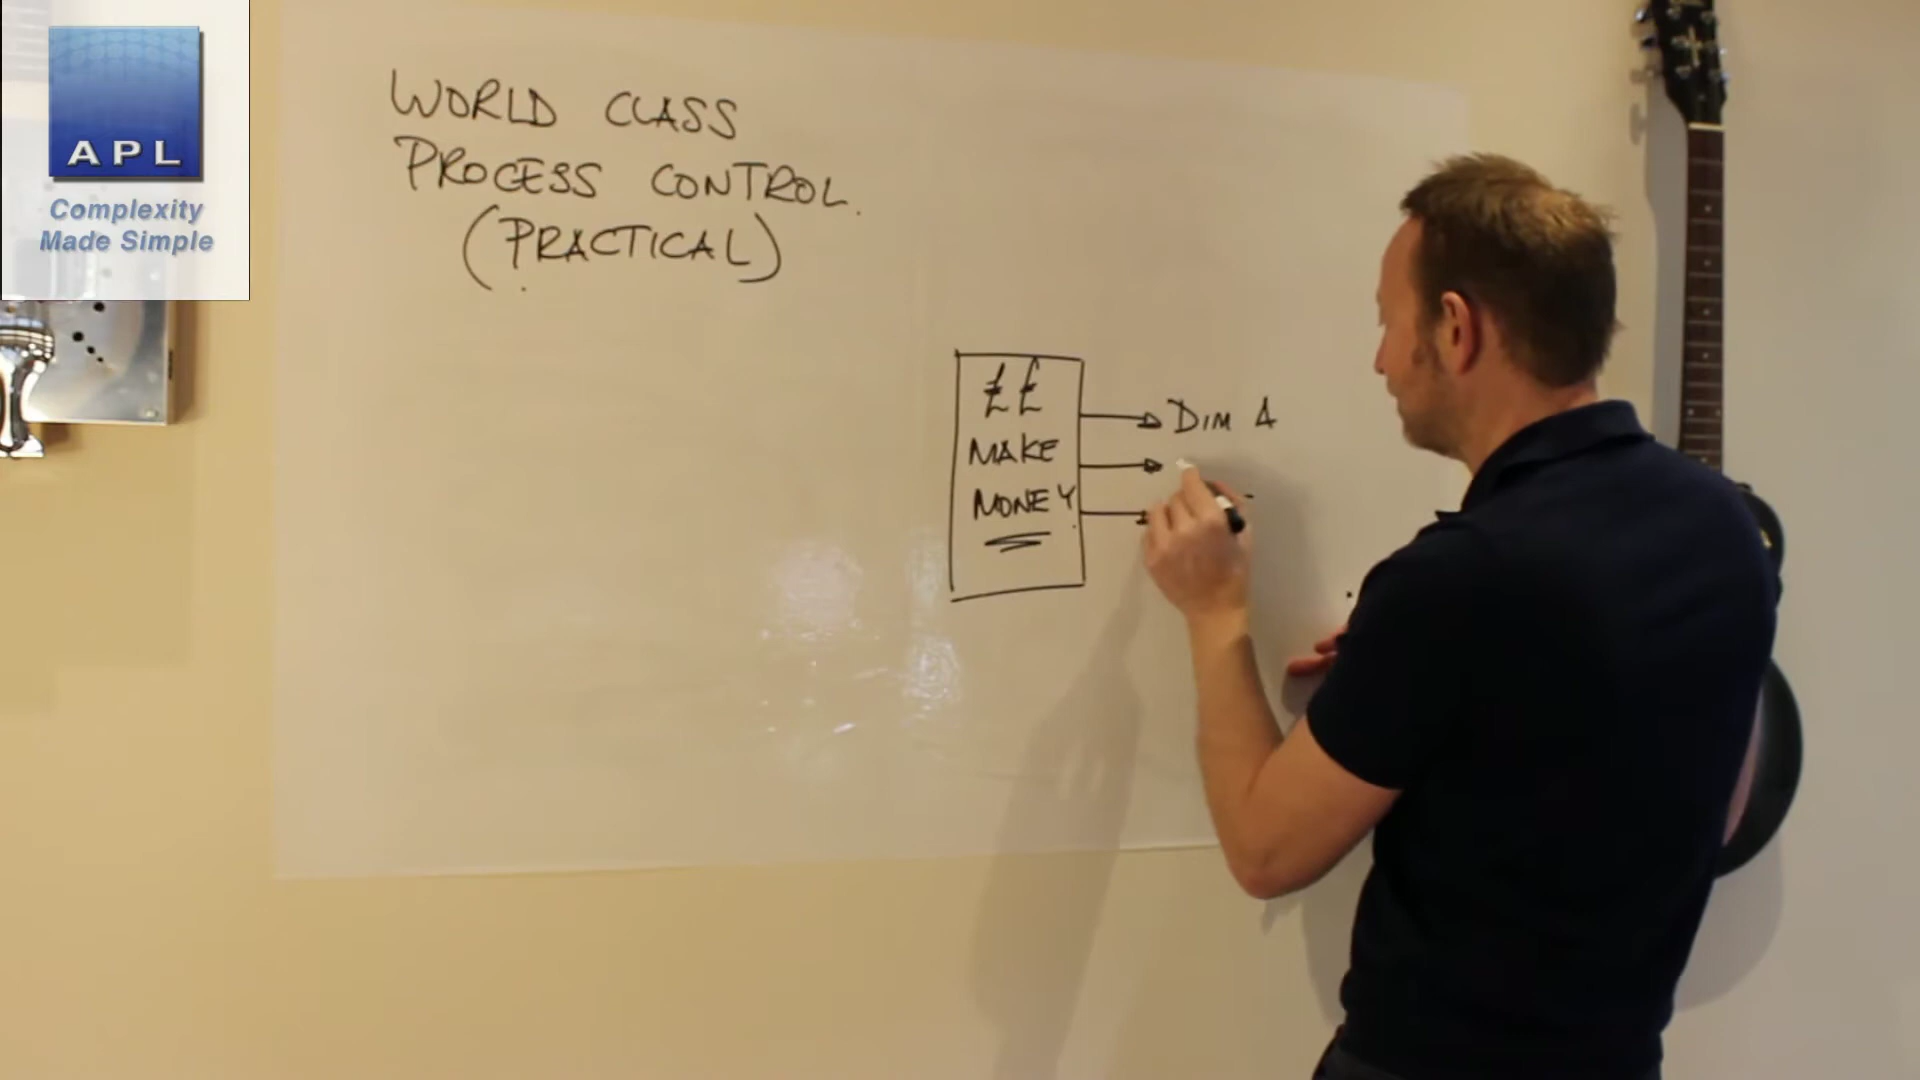 APL
Complexity
Made Simple
WORLD CLASS
PROCESS CONTROL.
(PRACTICAL)
££
MAKE
MONEY
DIM A